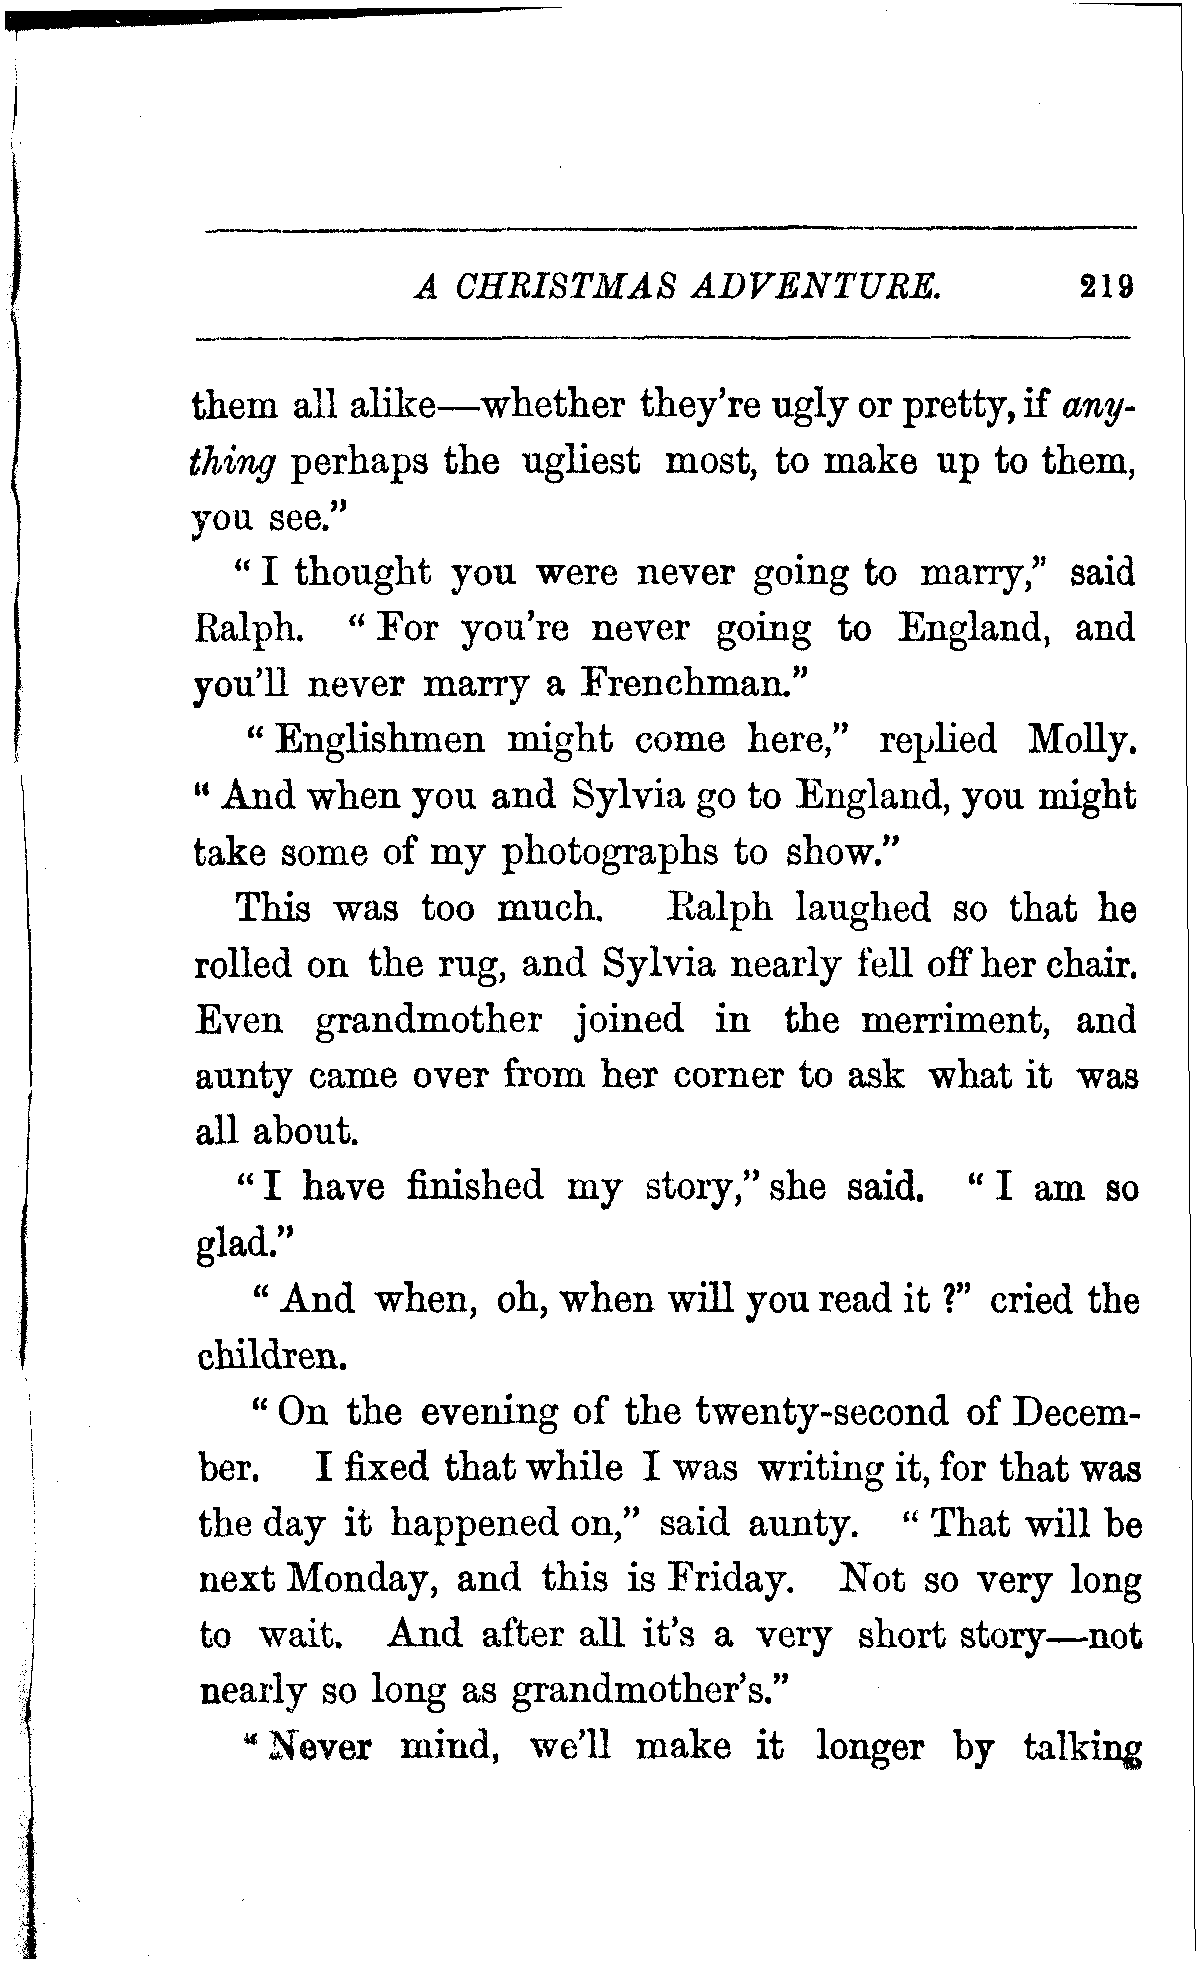 A CHRISTMAS ADVENTURE. 219
them all alike—whether they're ugly or pretty, if any-
thing perhaps the ugliest most, to make up to them,
you see."
"I thought you were never going to marry," said
Ralph. "For you're never going to England, and
you'll never marry a Frenchman."
"Englishmen might come here," replied Molly.
"And when you and Sylvia go to England, you might
take some of my photographs to show."
This was too much. Ralph laughed so that he
rolled on the rug, and Sylvia nearly fell off her chair.
Even grandmother joined in the merriment, and
aunty came over from her corner to ask what it was
all about.
"I have finished my story," she said. "I am so
glad."
"And when, oh, when will you read it?" cried the
children.
"On the evening of the twenty-second of Decem-
ber. I fixed that while I was writing it, for that was
the day it happened on," said aunty. "That will be
next Monday, and this is Friday. Not so very long
to wait. And after all it's a very short story—not
nearly so long as grandmother's."
"Never mind, we'll make it longer by talking